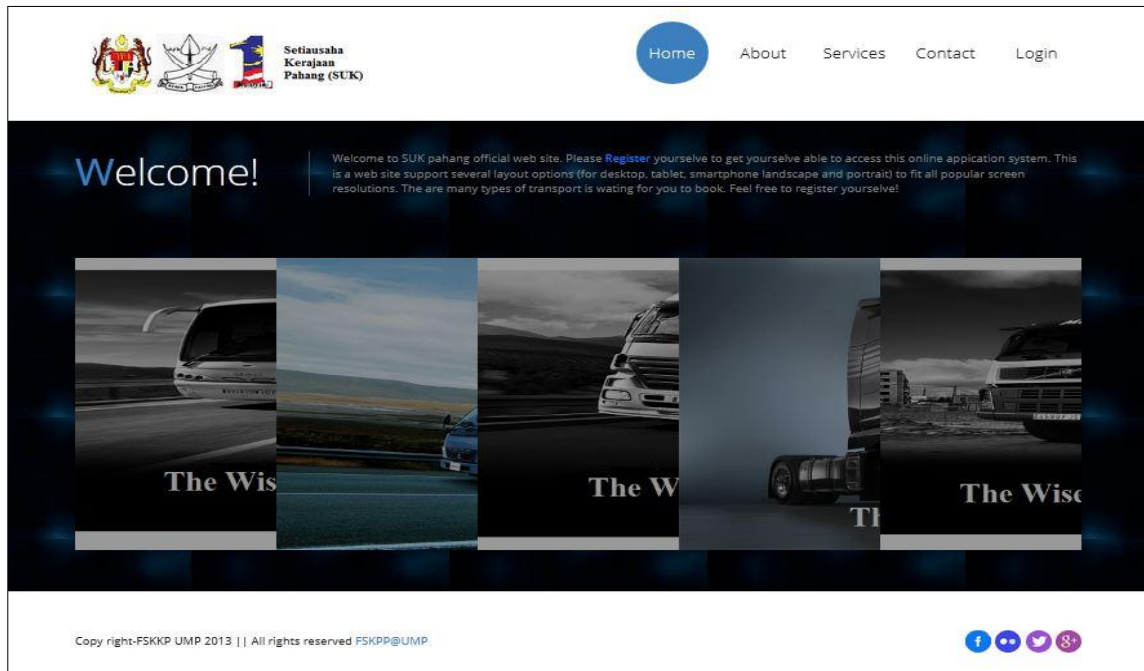 Setiausaha
Kerajaan
Pahang (SUK)
Home About Services Contact Login
Welcome!
Welcome to SUK pahang official web site. Please Register yourselve to get yourselve able to access this online appication system. This
is a web site support several layout options (for desktop, tablet, smartphone landscape and portrait) to fit all popular screen
resolutions. The are many types of transport is wating for you to book. Feel free to register yourselve!
The Wis
The W
Th
The Wise
Copy right-FSKKP UMP 2013 || All rights reserved FSKPP@UMP